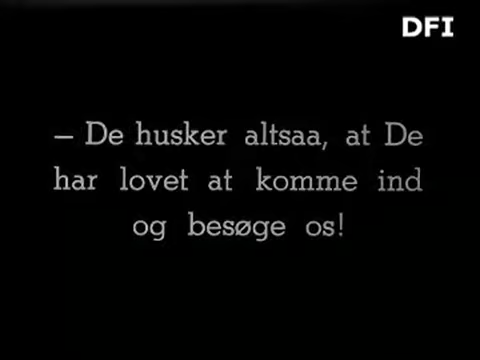 DFI
– De husker altsaa, at De
har lovet at komme ind
og besøge os!